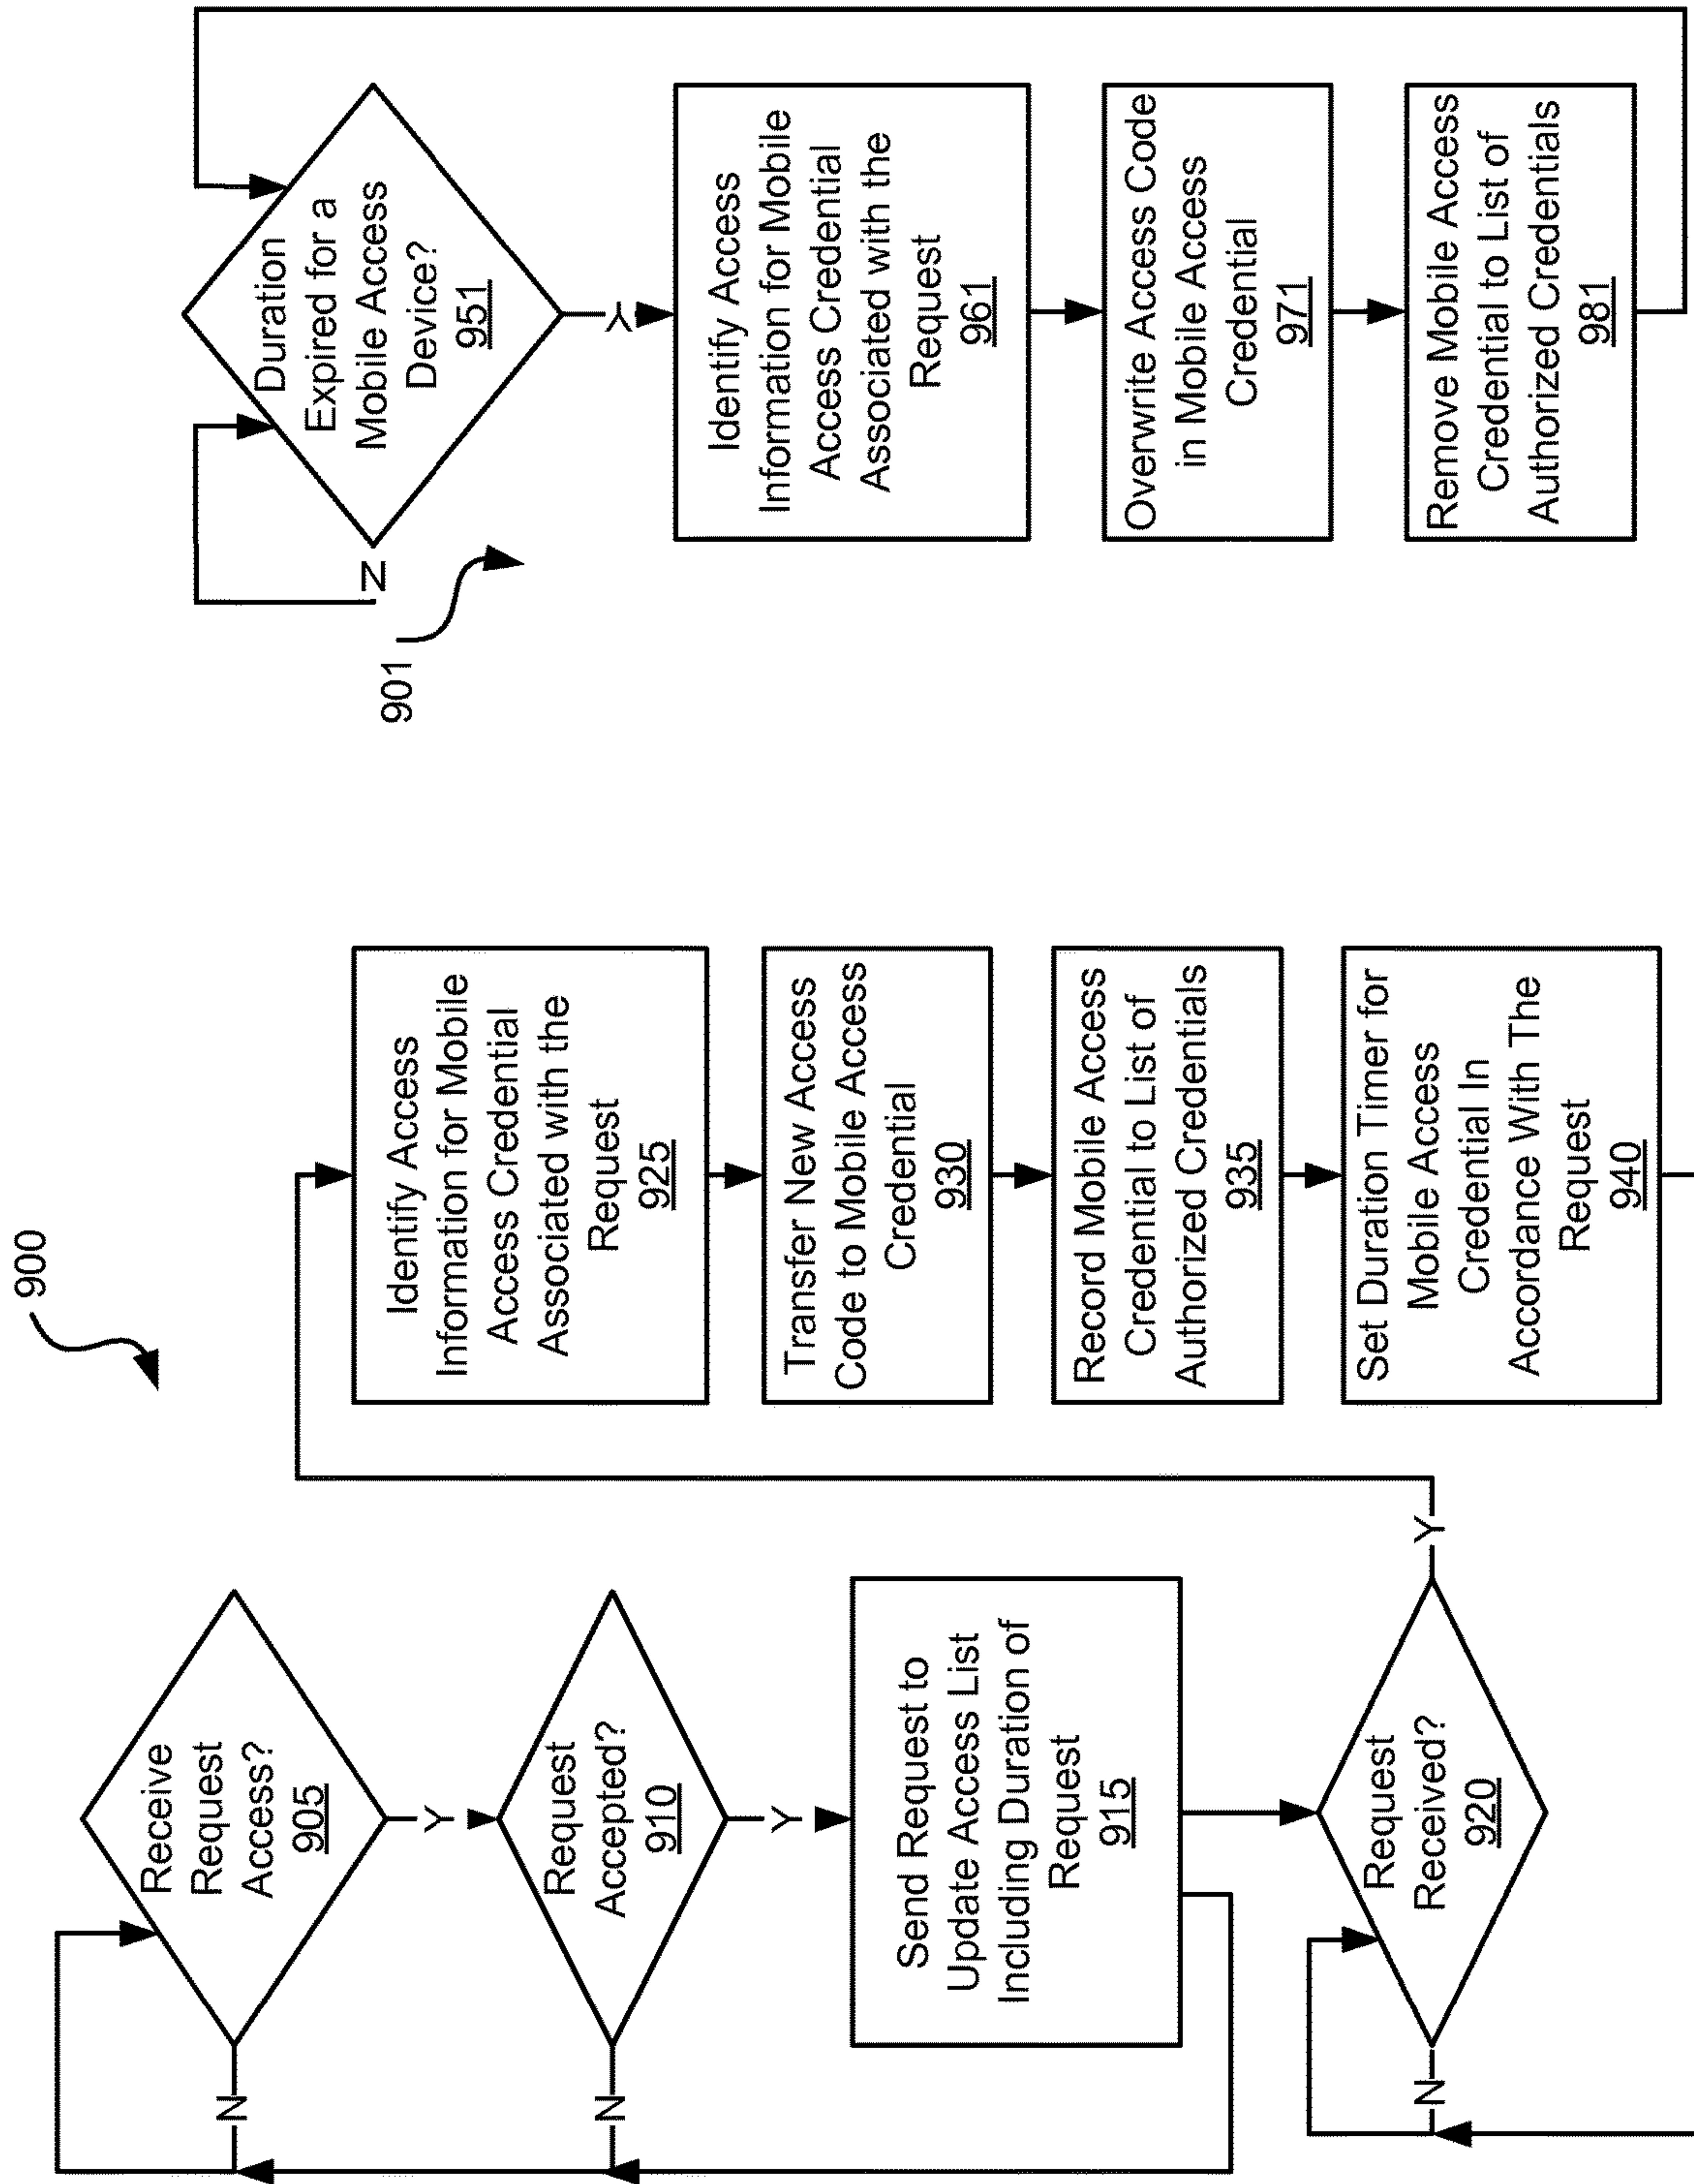 900
Receive
Request
Access?
905
N
Y
Request
Accepted?
910
N
Y
Send Request to
Update Access List
Including Duration of
Request
915
Request
Received?
920
N
Y
Identify Access
Information for Mobile
Access Credential
Associated with the
Request
925
Transfer New Access
Code to Mobile Access
Credential
930
Record Mobile Access
Credential to List of
Authorized Credentials
935
Set Duration Timer for
Mobile Access
Credential In
Accordance With The
Request
940
901
Duration
Expired for a
Mobile Access
Device?
951
N
Y
Identify Access
Information for Mobile
Access Credential
Associated with the
Request
961
Overwrite Access Code
in Mobile Access
Credential
971
Remove Mobile Access
Credential to List of
Authorized Credentials
981